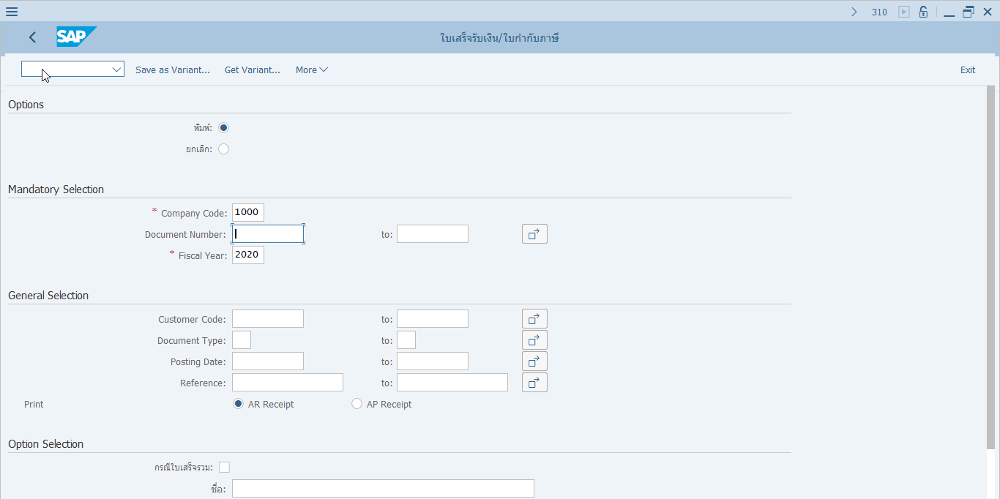 310
SAP
ใบเสร็จรับเงิน/ใบกำกับภาษี
Save as Variant... Get Variant... More Exit
Options
พิมพ์:
ยกเลิก:
Mandatory Selection
* Company Code: 1000
Document Number: to:
* Fiscal Year: 2020
General Selection
Customer Code: to:
Document Type: to:
Posting Date: to:
Reference: to:
Print AR Receipt AP Receipt
Option Selection
กรณีใบเสร็จรวม:
ชื่อ: